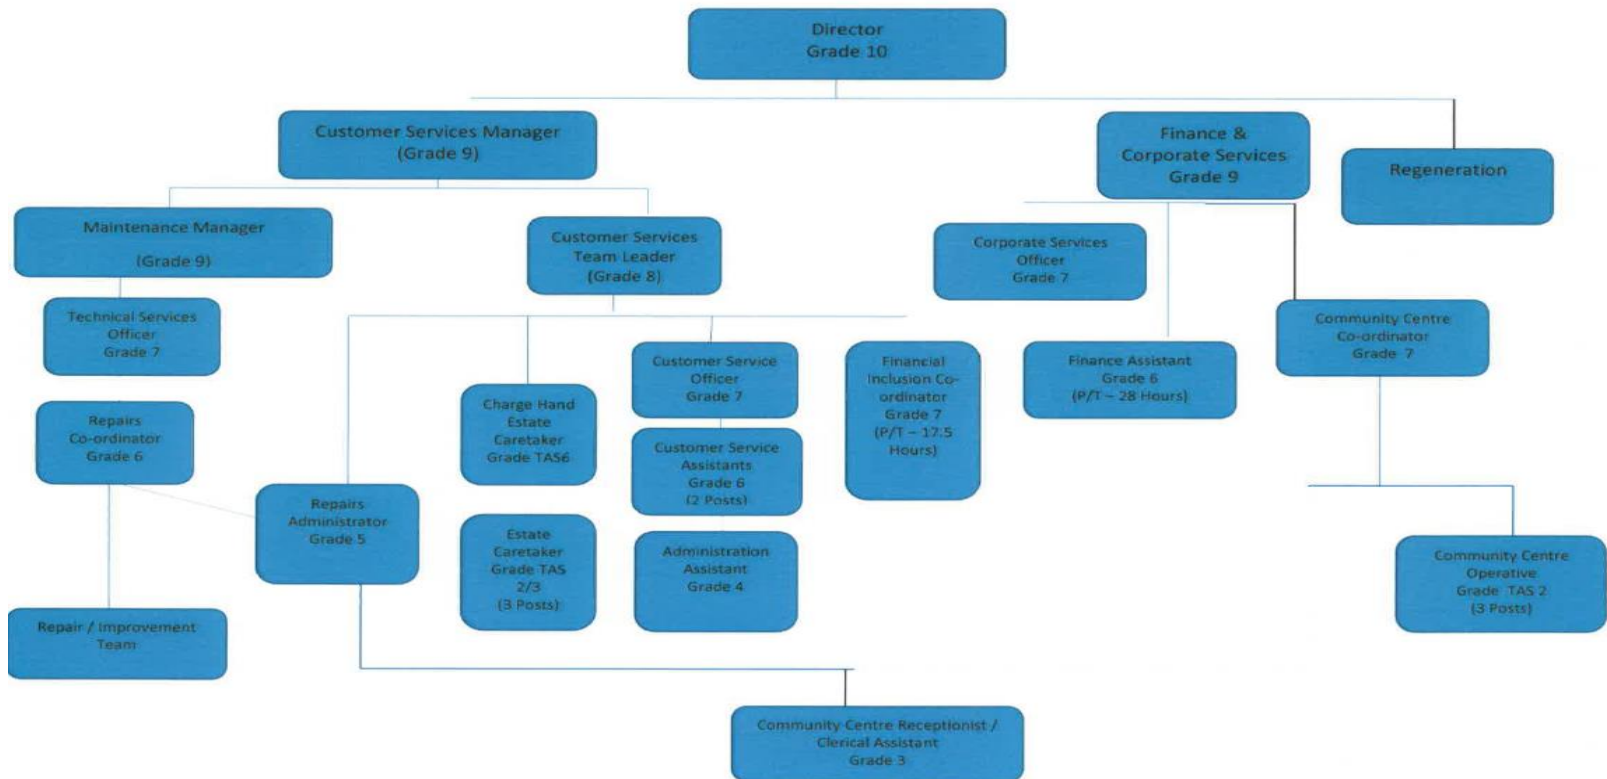 Director
Grade 10
Customer Services Manager
(Grade 9)
Finance &
Corporate Services
Grade 9
Regeneration
Maintenance Manager
(Grade 9)
Customer Services
Team Leader
(Grade 8)
Corporate Services
Officer
Grade 7
Technical Services
Officer
Grade 7
Community Centre
Co-ordinator
Grade 7
Customer Service
Officer
Grade 7
Financial
Inclusion Co-
ordinator
Grade 7
(P/T – 17.5
Hours)
Finance Assistant
Grade 6
(P/T – 28 Hours)
Charge Hand
Estate
Caretaker
Grade TAS6
Repairs
Co-ordinator
Grade 6
Customer Service
Assistants
Grade 6
(2 Posts)
Repairs
Administrator
Grade 5
Estate
Caretaker
Grade TAS
2/3
(3 Posts)
Administration
Assistant
Grade 4
Community Centre
Operative
Grade TAS 2
(3 Posts)
Repair / Improvement
Team
Community Centre Receptionist /
Clerical Assistant
Grade 3